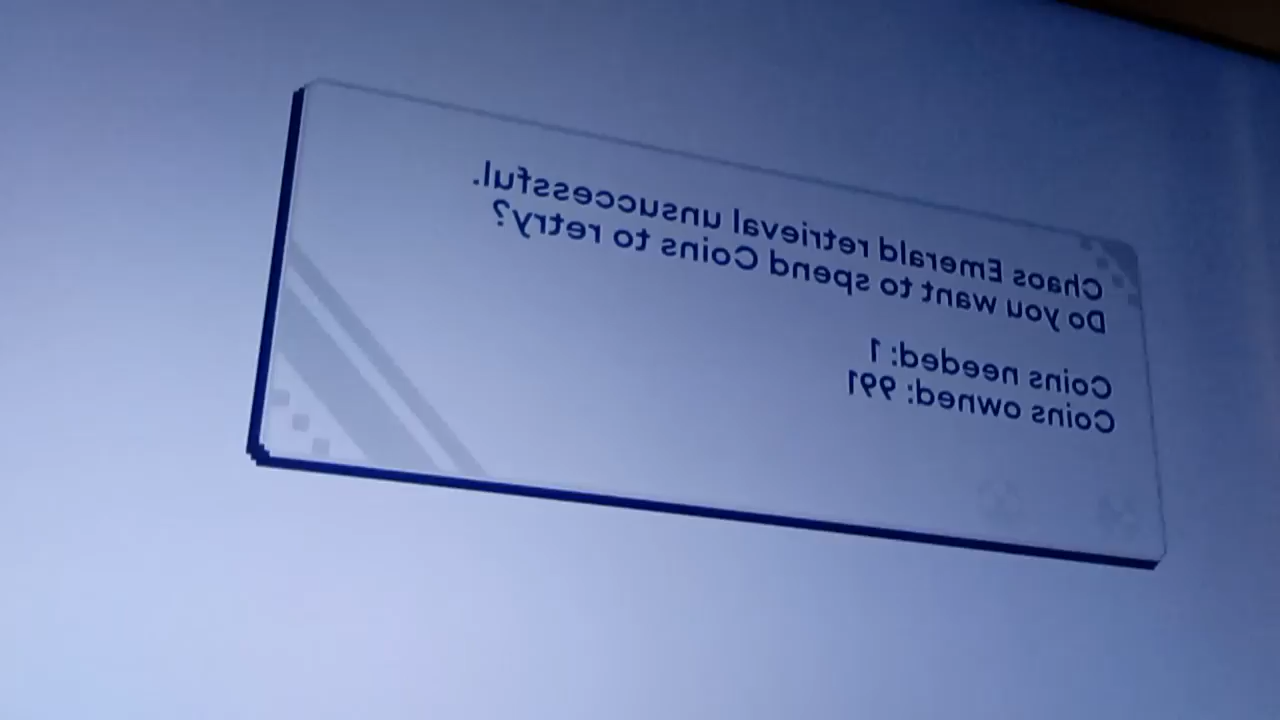 Chaos Emerald retrieval unsuccessful.
Do you want to spend Coins to retry?
Coins needed: 1
Coins owned: 991